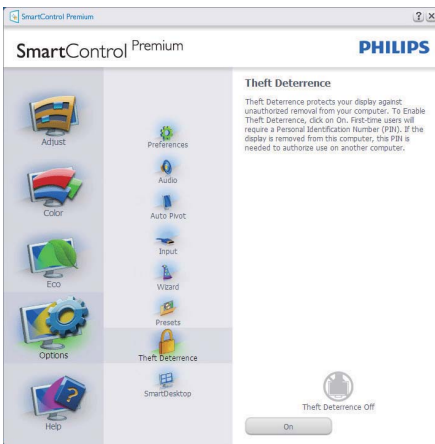 SmartControl Premium
SmartControl Premium
PHILIPS
Adjust
Color
Eco
Options
Help
Preferences
Audio
Auto Pivot
Input
Wizard
Presets
Theft Deterrence
SmartDesktop
Theft Deterrence
Theft Deterrence protects your display against
unauthorized removal from your computer. To Enable
Theft Deterrence, click on On. First-time users will
require a Personal Identification Number (PIN). If the
display is removed from this computer, this PIN is
needed to authorize use on another computer.
Theft Deterrence Off
On